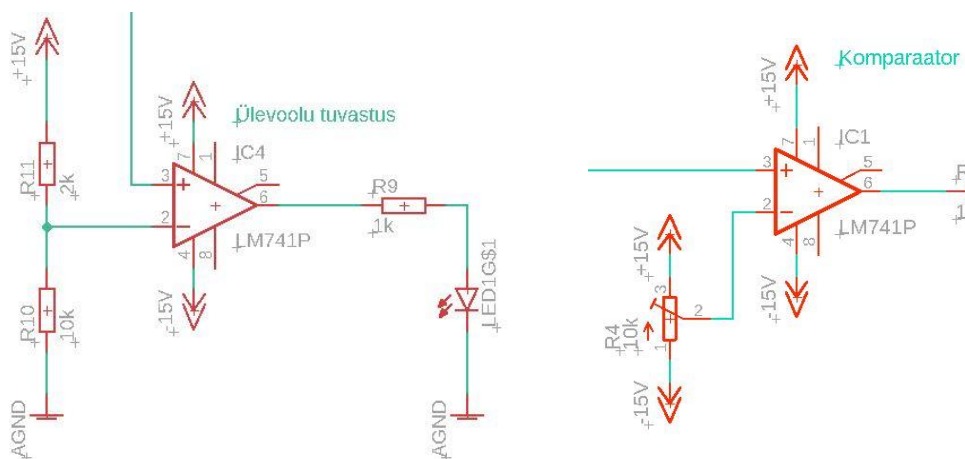 +15V
R11
2k
R10
10k
AGND
+15V
Ülevoolu tuvastus
IC4
7
1
3
5
6
2
4
8
LM741P
-15V
R9
1k
LED1G$1
AGND
Komparaator
+15V
IC1
7
1
3
5
6
2
4
8
LM741P
-15V
R
1
+15V
3
2
1
R4
10k
-15V